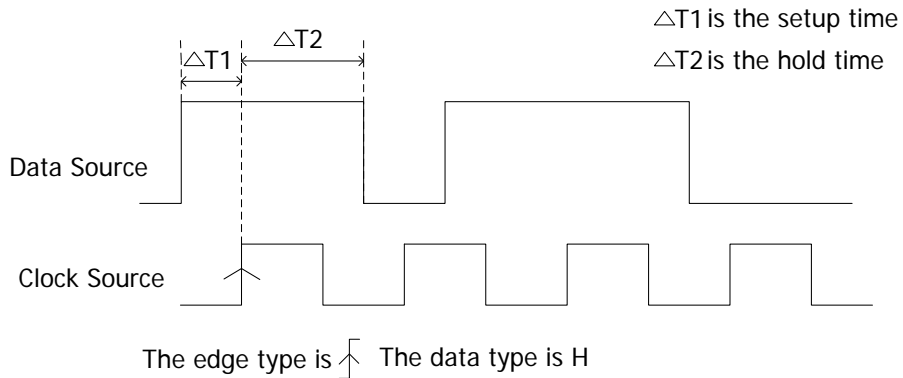 △T1 is the setup time
△T2
△T1
△T2 is the hold time
Data Source
Clock Source
The edge type is The data type is H